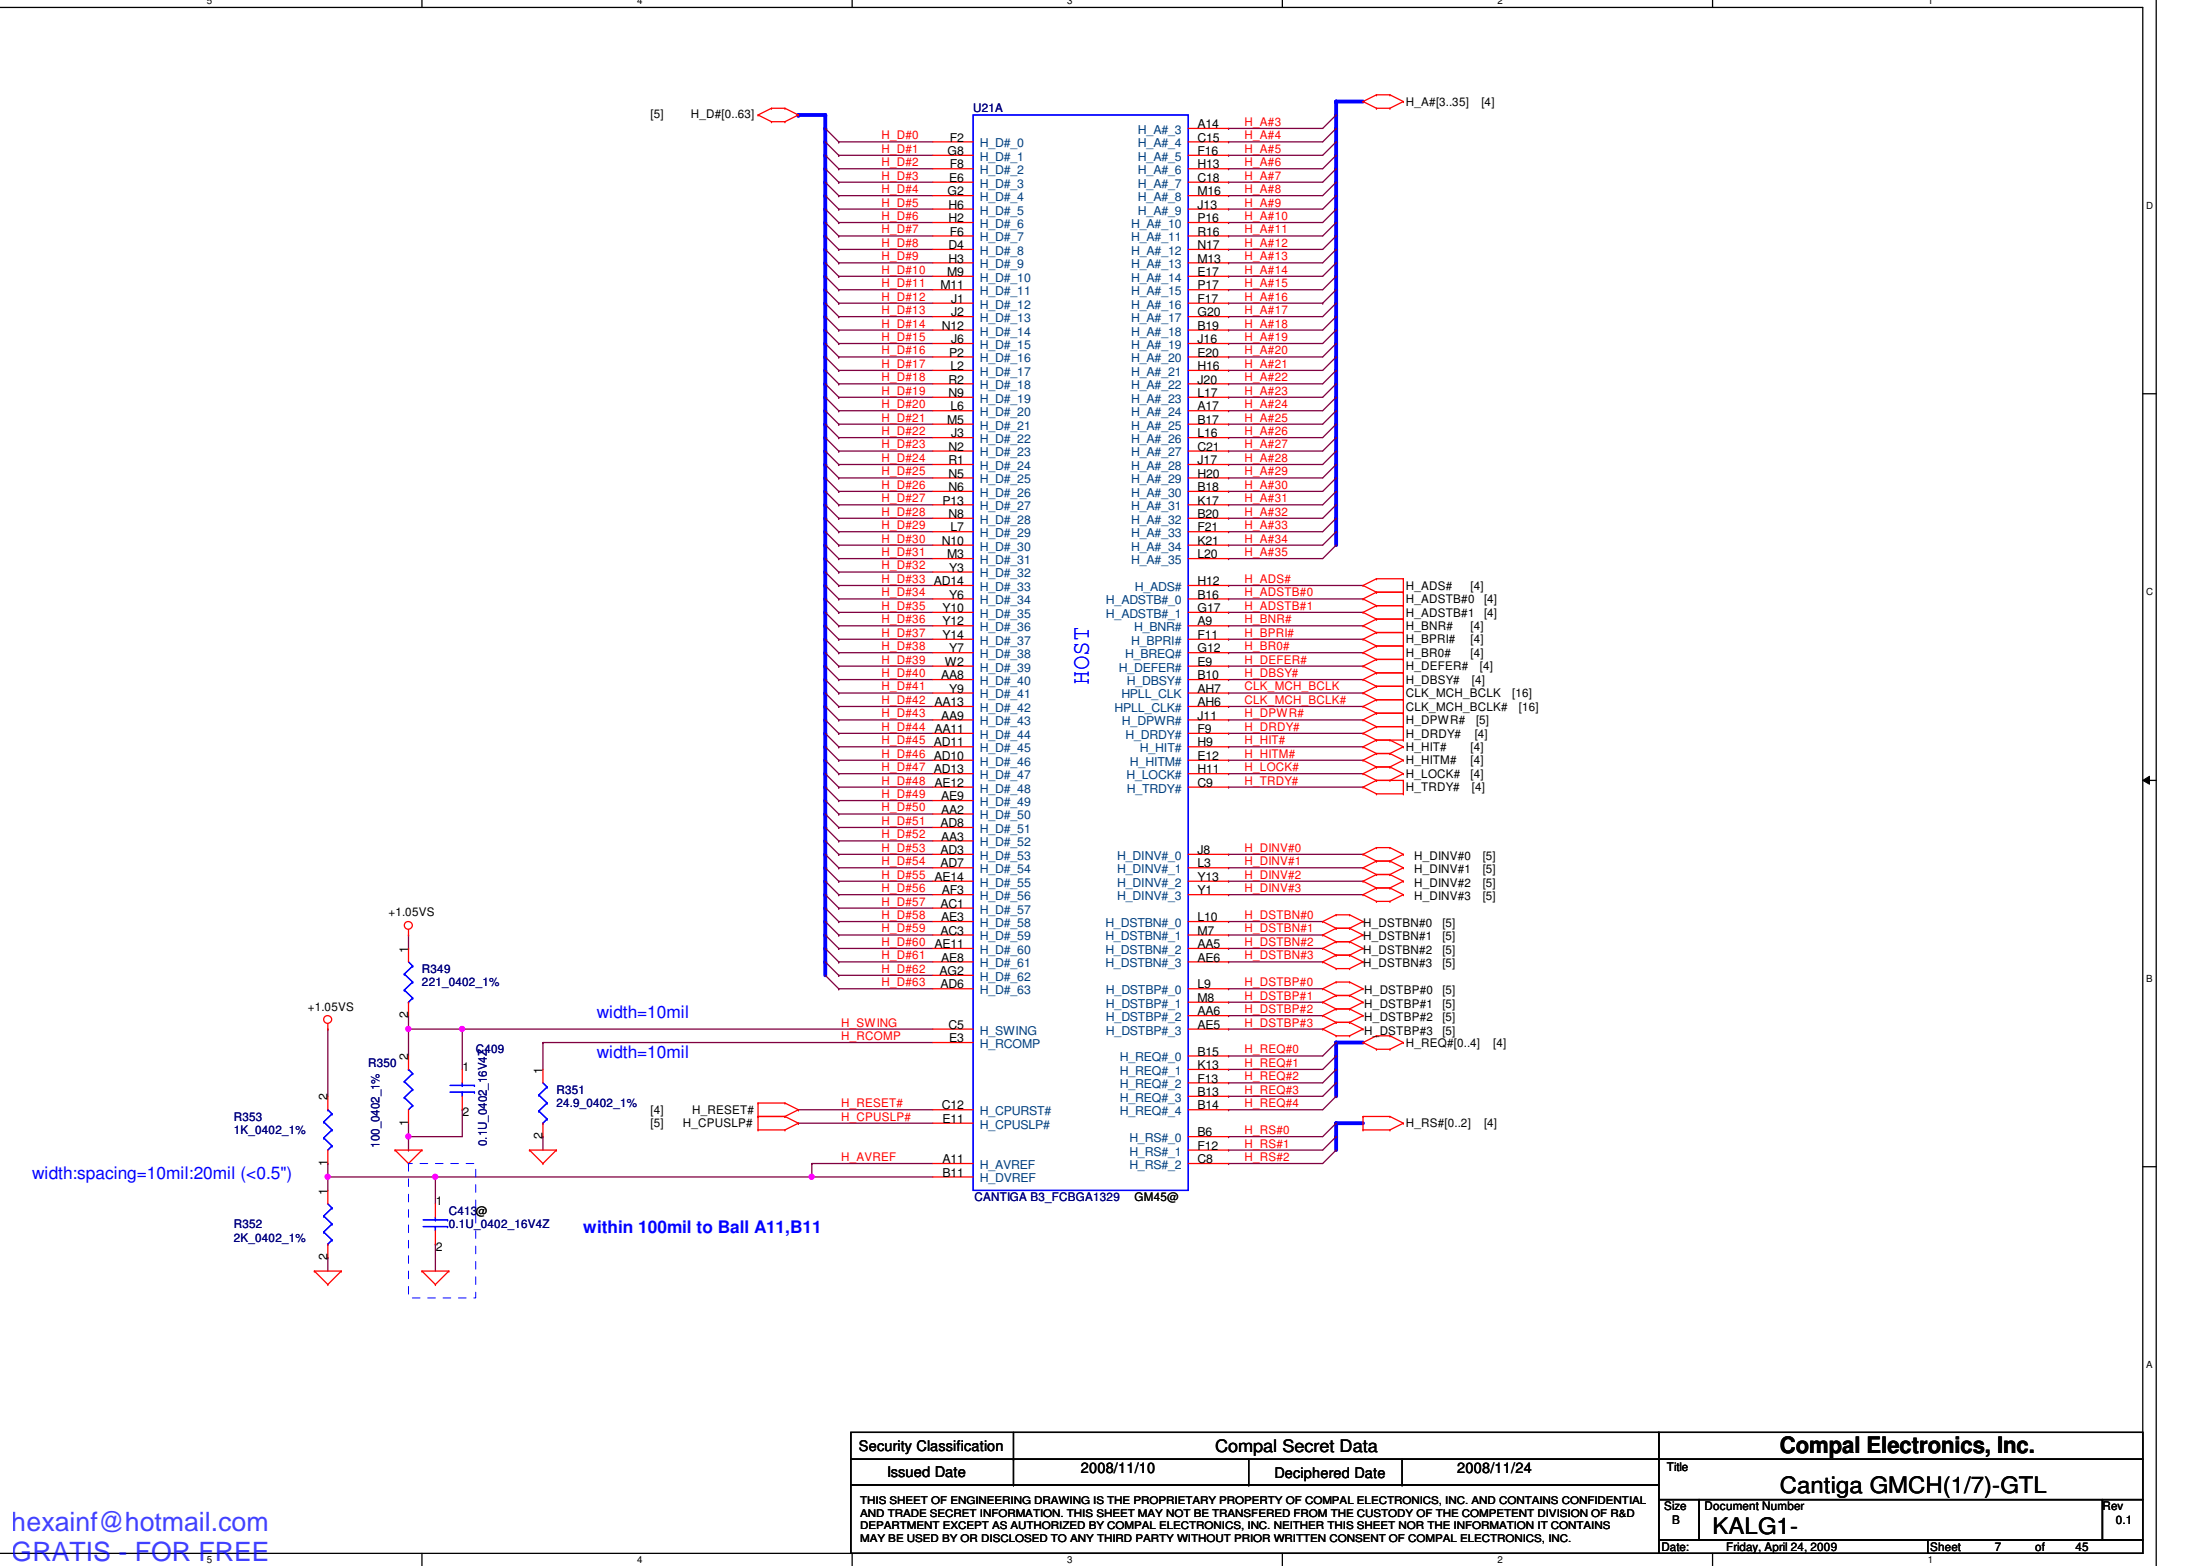 5 4 3 2 1
U21A
[5] H_D#[0..63]
H_A#[3..35] [4]
H_D#0 F2 H_D#_0
H_D#1 G8 H_D#_1
H_D#2 F8 H_D#_2
H_D#3 E6 H_D#_3
H_D#4 G2 H_D#_4
H_D#5 H6 H_D#_5
H_D#6 H2 H_D#_6
H_D#7 F6 H_D#_7
H_D#8 D4 H_D#_8
H_D#9 H3 H_D#_9
H_D#10 M9 H_D#_10
H_D#11 M11 H_D#_11
H_D#12 J1 H_D#_12
H_D#13 J2 H_D#_13
H_D#14 N12 H_D#_14
H_D#15 J6 H_D#_15
H_D#16 P2 H_D#_16
H_D#17 L2 H_D#_17
H_D#18 R2 H_D#_18
H_D#19 N9 H_D#_19
H_D#20 L6 H_D#_20
H_D#21 M5 H_D#_21
H_D#22 J3 H_D#_22
H_D#23 N2 H_D#_23
H_D#24 R1 H_D#_24
H_D#25 N5 H_D#_25
H_D#26 N6 H_D#_26
H_D#27 P13 H_D#_27
H_D#28 N8 H_D#_28
H_D#29 L7 H_D#_29
H_D#30 N10 H_D#_30
H_D#31 M3 H_D#_31
H_D#32 Y3 H_D#_32
H_D#33 AD14 H_D#_33
H_D#34 Y6 H_D#_34
H_D#35 Y10 H_D#_35
H_D#36 Y12 H_D#_36
H_D#37 Y14 H_D#_37
H_D#38 Y7 H_D#_38
H_D#39 W2 H_D#_39
H_D#40 AA8 H_D#_40
H_D#41 Y9 H_D#_41
H_D#42 AA13 H_D#_42
H_D#43 AA9 H_D#_43
H_D#44 AA11 H_D#_44
H_D#45 AD11 H_D#_45
H_D#46 AD10 H_D#_46
H_D#47 AD13 H_D#_47
H_D#48 AE12 H_D#_48
H_D#49 AE9 H_D#_49
H_D#50 AA2 H_D#_50
H_D#51 AD8 H_D#_51
H_D#52 AA3 H_D#_52
H_D#53 AD3 H_D#_53
H_D#54 AD7 H_D#_54
H_D#55 AE14 H_D#_55
H_D#56 AF3 H_D#_56
H_D#57 AC1 H_D#_57
H_D#58 AE3 H_D#_58
H_D#59 AC3 H_D#_59
H_D#60 AE11 H_D#_60
H_D#61 AE8 H_D#_61
H_D#62 AG2 H_D#_62
H_D#63 AD6 H_D#_63
HOST
H_A#_3 A14 H_A#3
H_A#_4 C15 H_A#4
H_A#_5 F16 H_A#5
H_A#_6 H13 H_A#6
H_A#_7 C18 H_A#7
H_A#_8 M16 H_A#8
H_A#_9 J13 H_A#9
H_A#_10 P16 H_A#10
H_A#_11 R16 H_A#11
H_A#_12 N17 H_A#12
H_A#_13 M13 H_A#13
H_A#_14 E17 H_A#14
H_A#_15 P17 H_A#15
H_A#_16 F17 H_A#16
H_A#_17 G20 H_A#17
H_A#_18 B19 H_A#18
H_A#_19 J16 H_A#19
H_A#_20 E20 H_A#20
H_A#_21 H16 H_A#21
H_A#_22 J20 H_A#22
H_A#_23 L17 H_A#23
H_A#_24 A17 H_A#24
H_A#_25 B17 H_A#25
H_A#_26 L16 H_A#26
H_A#_27 C21 H_A#27
H_A#_28 J17 H_A#28
H_A#_29 H20 H_A#29
H_A#_30 B18 H_A#30
H_A#_31 K17 H_A#31
H_A#_32 B20 H_A#32
H_A#_33 F21 H_A#33
H_A#_34 K21 H_A#34
H_A#_35 L20 H_A#35
H_ADS# H12 H_ADS# H_ADS# [4]
H_ADSTB#_0 B16 H_ADSTB#0 H_ADSTB#0 [4]
H_ADSTB#_1 G17 H_ADSTB#1 H_ADSTB#1 [4]
H_BNR# A9 H_BNR# H_BNR# [4]
H_BPRI# F11 H_BPRI# H_BPRI# [4]
H_BREQ# G12 H_BR0# H_BR0# [4]
H_DEFER# E9 H_DEFER# H_DEFER# [4]
H_DBSY# B10 H_DBSY# H_DBSY# [4]
HPLL_CLK AH7 CLK_MCH_BCLK CLK_MCH_BCLK [16]
HPLL_CLK# AH6 CLK_MCH_BCLK# CLK_MCH_BCLK# [16]
H_DPWR# J11 H_DPWR# H_DPWR# [5]
H_DRDY# F9 H_DRDY# H_DRDY# [4]
H_HIT# H9 H_HIT# H_HIT# [4]
H_HITM# E12 H_HITM# H_HITM# [4]
H_LOCK# H11 H_LOCK# H_LOCK# [4]
H_TRDY# C9 H_TRDY# H_TRDY# [4]
H_DINV#_0 J8 H_DINV#0 H_DINV#0 [5]
H_DINV#_1 L3 H_DINV#1 H_DINV#1 [5]
H_DINV#_2 Y13 H_DINV#2 H_DINV#2 [5]
H_DINV#_3 Y1 H_DINV#3 H_DINV#3 [5]
H_DSTBN#_0 L10 H_DSTBN#0 H_DSTBN#0 [5]
H_DSTBN#_1 M7 H_DSTBN#1 H_DSTBN#1 [5]
H_DSTBN#_2 AA5 H_DSTBN#2 H_DSTBN#2 [5]
H_DSTBN#_3 AE6 H_DSTBN#3 H_DSTBN#3 [5]
H_DSTBP#_0 L9 H_DSTBP#0 H_DSTBP#0 [5]
H_DSTBP#_1 M8 H_DSTBP#1 H_DSTBP#1 [5]
H_DSTBP#_2 AA6 H_DSTBP#2 H_DSTBP#2 [5]
H_DSTBP#_3 AE5 H_DSTBP#3 H_DSTBP#3 [5]
H_REQ#[0..4] [4]
H_REQ#_0 B15 H_REQ#0
H_REQ#_1 K13 H_REQ#1
H_REQ#_2 F13 H_REQ#2
H_REQ#_3 B13 H_REQ#3
H_REQ#_4 B14 H_REQ#4
H_RS#[0..2] [4]
H_RS#_0 B6 H_RS#0
H_RS#_1 F12 H_RS#1
H_RS#_2 C8 H_RS#2
+1.05VS
1
R349
221_0402_1%
2
+1.05VS
width=10mil
H_SWING C5 H_SWING
H_RCOMP E3 H_RCOMP
width=10mil
2 R350 100_0402_1% 1
C409 1 2 0.1U_0402_16V4Z
1
R351
24.9_0402_1%
2
[4] H_RESET# H_RESET# C12 H_CPURST#
[5] H_CPUSLP# H_CPUSLP# E11 H_CPUSLP#
2
R353
1K_0402_1%
1
H_AVREF A11 H_AVREF
B11 H_DVREF
width:spacing=10mil:20mil (<0.5")
1
R352
2K_0402_1%
2
1
C413@
0.1U_0402_16V4Z
2
within 100mil to Ball A11,B11
CANTIGA B3_FCBGA1329 GM45@
D
C
B
A
Security Classification Compal Secret Data
Issued Date 2008/11/10 Deciphered Date 2008/11/24
THIS SHEET OF ENGINEERING DRAWING IS THE PROPRIETARY PROPERTY OF COMPAL ELECTRONICS, INC. AND CONTAINS CONFIDENTIAL
AND TRADE SECRET INFORMATION. THIS SHEET MAY NOT BE TRANSFERED FROM THE CUSTODY OF THE COMPETENT DIVISION OF R&D
DEPARTMENT EXCEPT AS AUTHORIZED BY COMPAL ELECTRONICS, INC. NEITHER THIS SHEET NOR THE INFORMATION IT CONTAINS
MAY BE USED BY OR DISCLOSED TO ANY THIRD PARTY WITHOUT PRIOR WRITTEN CONSENT OF COMPAL ELECTRONICS, INC.
Compal Electronics, Inc.
Title
Cantiga GMCH(1/7)-GTL
Size Document Number Rev
B KALG1- 0.1
Date: Friday, April 24, 2009 Sheet 7 of 45
hexainf@hotmail.com
GRATIS - FOR FREE
5 4 3 2 1